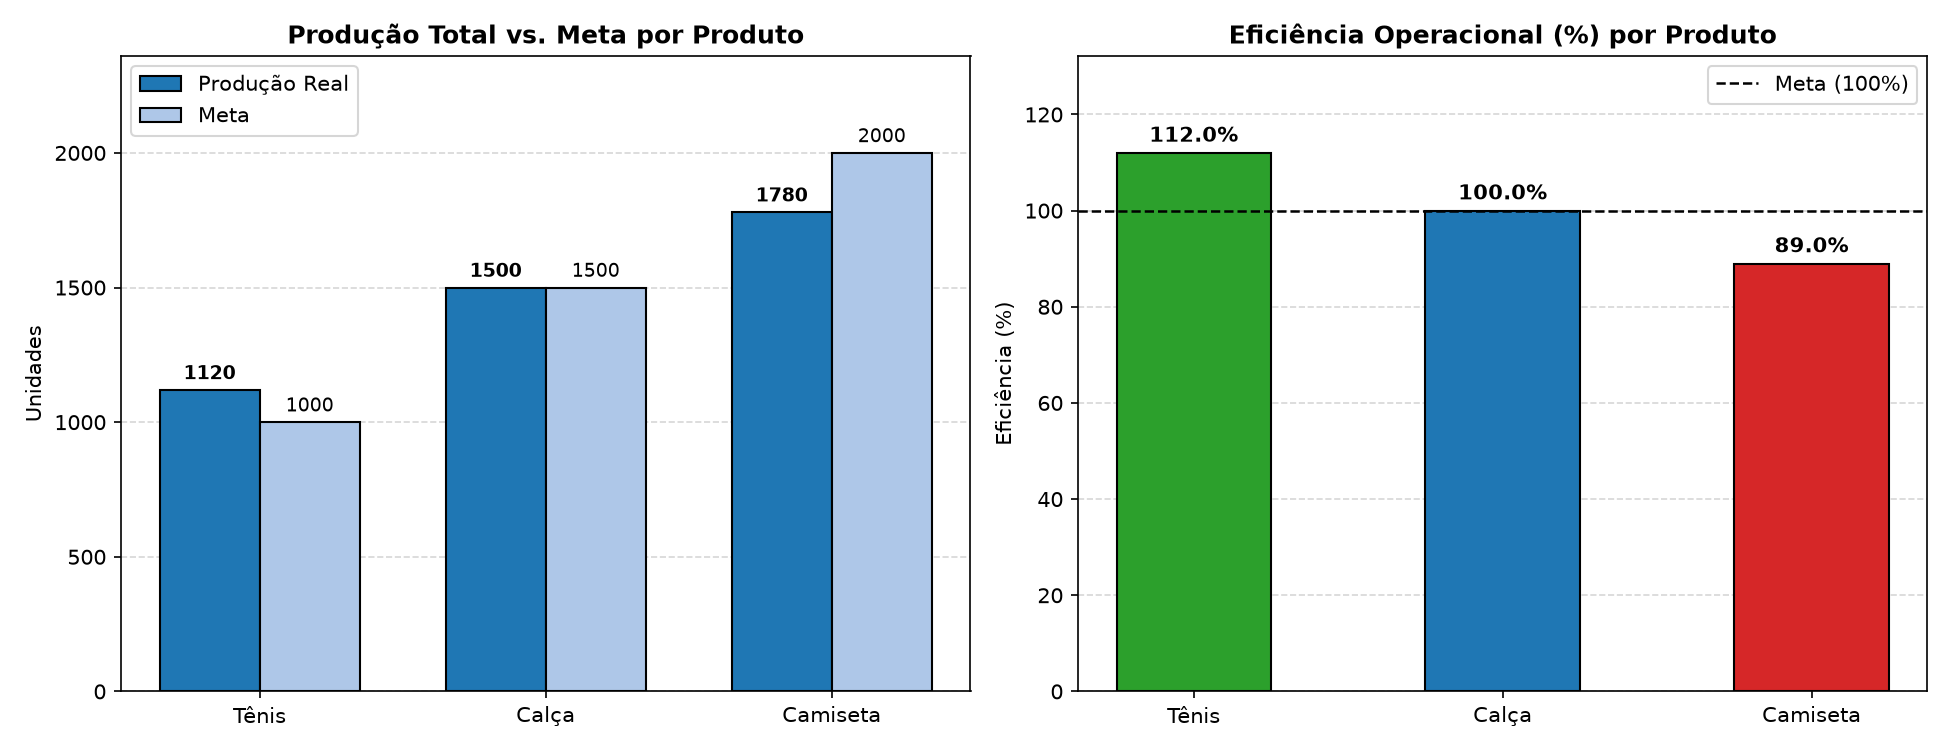 Produção Total vs. Meta por Produto
Produção Real
Meta
Unidades
2000
1500
1000
500
0
1120
1000
1500
1500
1780
2000
Tênis
Calça
Camiseta
Eficiência Operacional (%) por Produto
Meta (100%)
Eficiência (%)
120
100
80
60
40
20
0
112.0%
100.0%
89.0%
Tênis
Calça
Camiseta